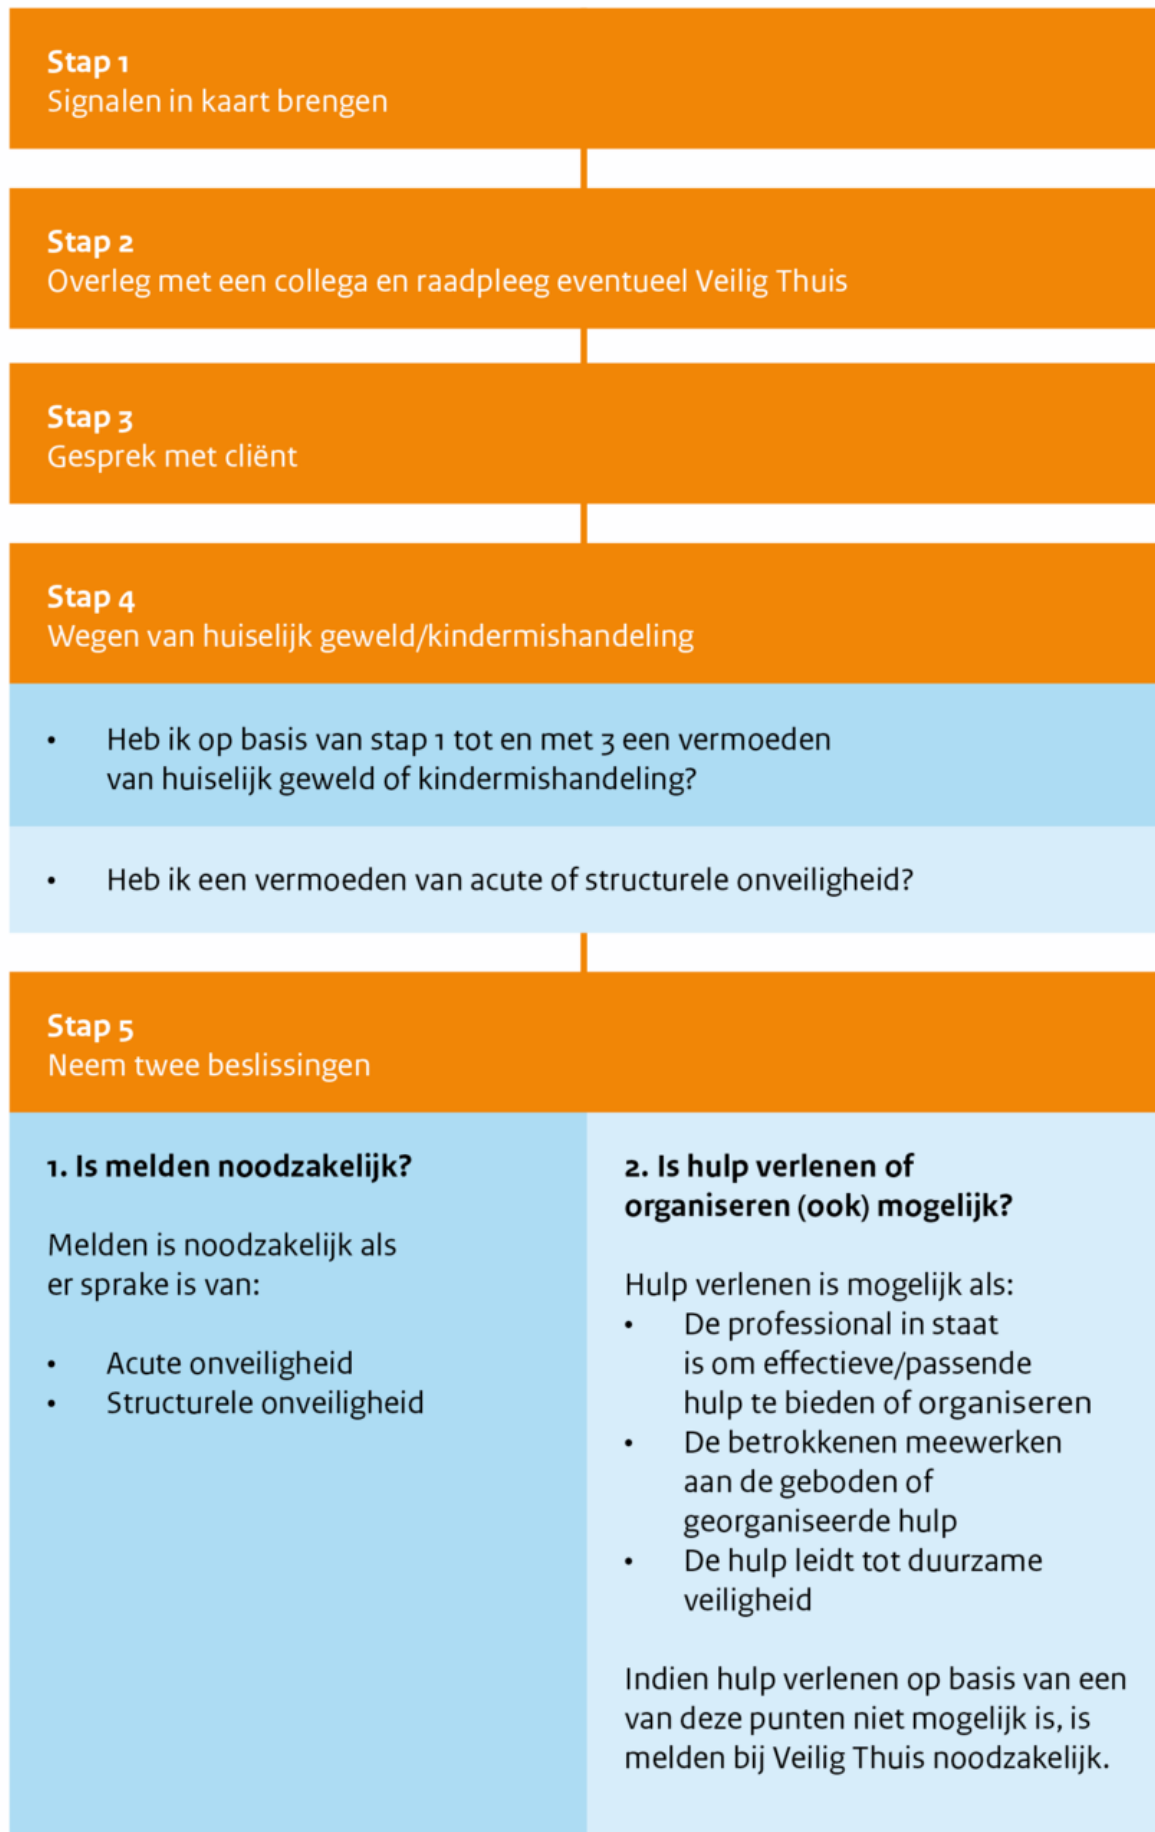 Stap 1
Signalen in kaart brengen
Stap 2
Overleg met een collega en raadpleeg eventueel Veilig Thuis
Stap 3
Gesprek met cliënt
Stap 4
Wegen van huiselijk geweld/kindermishandeling
• Heb ik op basis van stap 1 tot en met 3 een vermoeden
van huiselijk geweld of kindermishandeling?
• Heb ik een vermoeden van acute of structurele onveiligheid?
Stap 5
Neem twee beslissingen
1. Is melden noodzakelijk?
Melden is noodzakelijk als
er sprake is van:
• Acute onveiligheid
• Structurele onveiligheid
2. Is hulp verlenen of
organiseren (ook) mogelijk?
Hulp verlenen is mogelijk als:
• De professional in staat
is om effectieve/passende
hulp te bieden of organiseren
• De betrokkenen meewerken
aan de geboden of
georganiseerde hulp
• De hulp leidt tot duurzame
veiligheid
Indien hulp verlenen op basis van een
van deze punten niet mogelijk is, is
melden bij Veilig Thuis noodzakelijk.